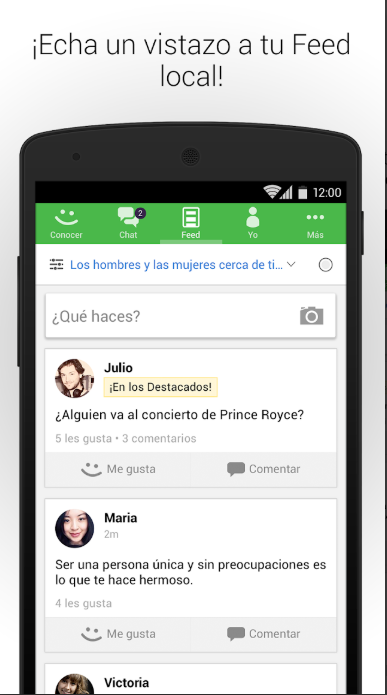 ¡Echa un vistazo a tu Feed
local!
12:00
Conocer
Chat
2
Feed
Yo
Más
Los hombres y las mujeres cerca de ti...
¿Qué haces?
Julio
¡En los Destacados!
¿Alguien va al concierto de Prince Royce?
5 les gusta • 3 comentarios
Me gusta
Comentar
Maria
2m
Ser una persona única y sin preocupaciones es
lo que te hace hermoso.
4 les gusta
Me gusta
Comentar
Victoria